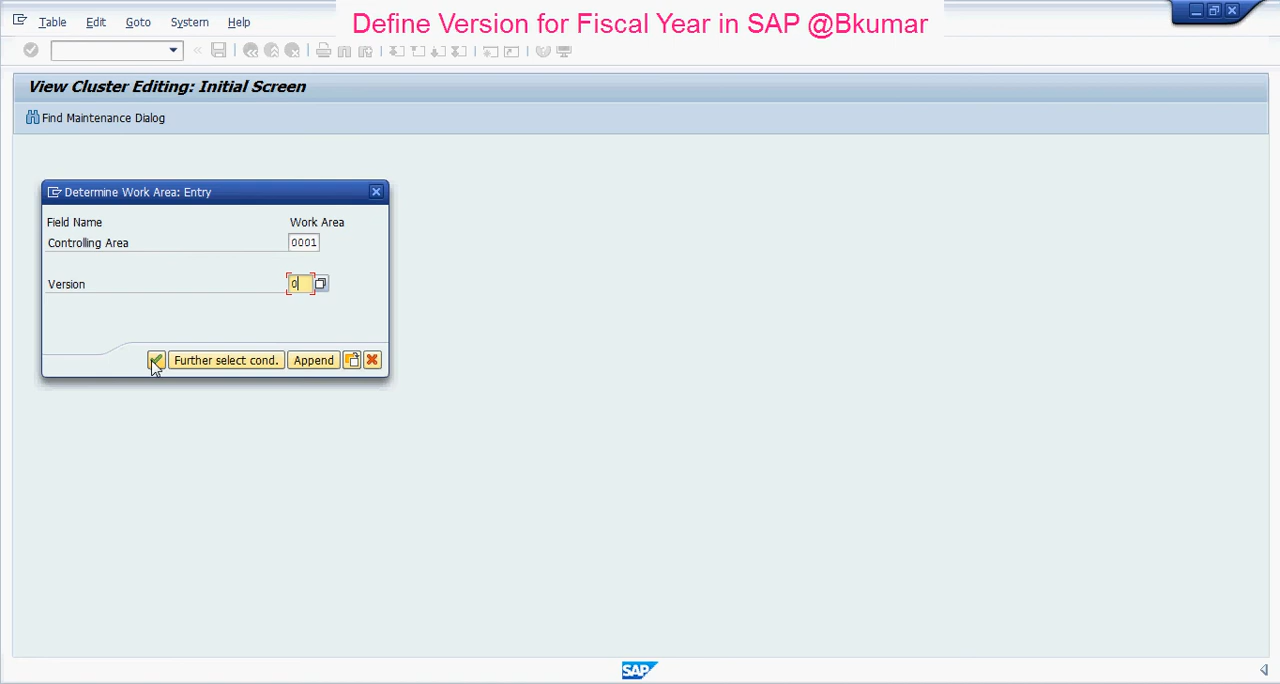 Define Version for Fiscal Year in SAP @Bkumar
Table Edit Goto System Help
View Cluster Editing: Initial Screen
Find Maintenance Dialog
Determine Work Area: Entry
Field Name Work Area
Controlling Area 0001
Version 0
Further select cond. Append
SAP